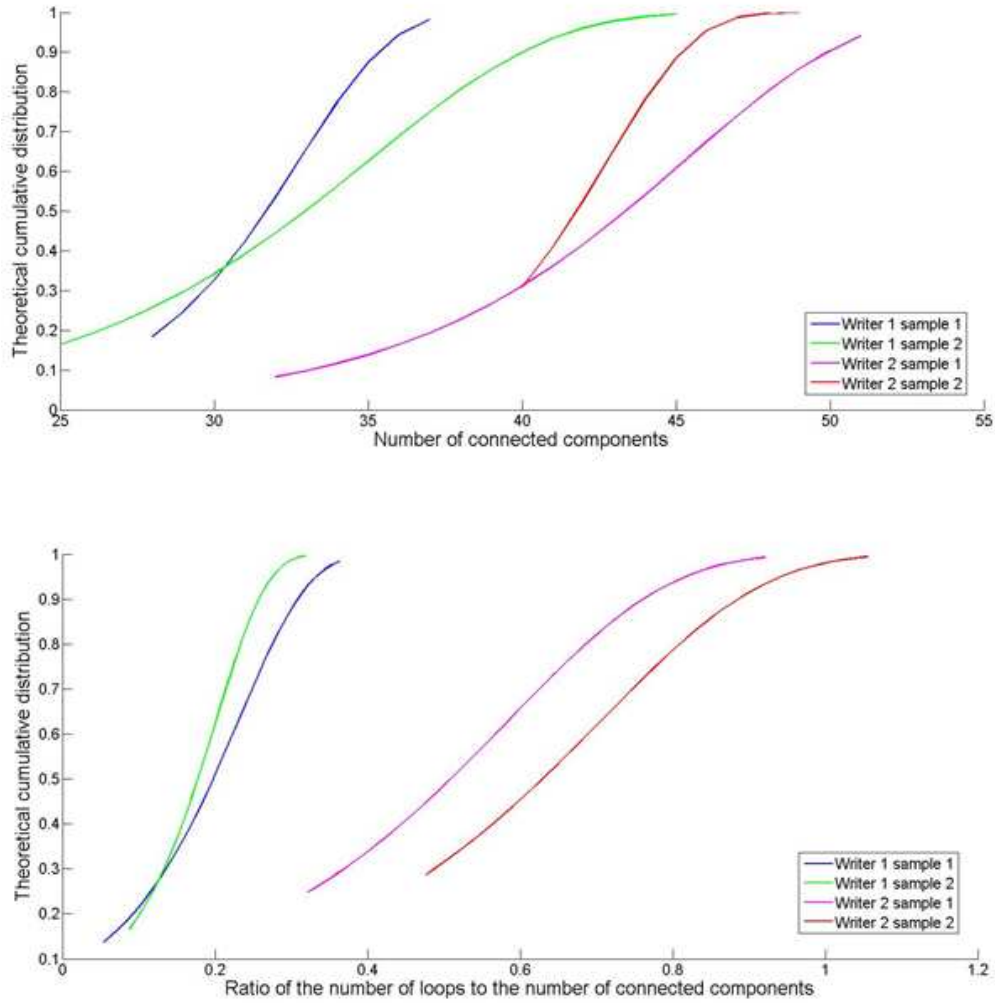 Theoretical cumulative distribution
1
0.9
0.8
0.7
0.6
0.5
0.4
0.3
0.2
0.1
0
25 30 35 40 45 50 55
Number of connected components
Writer 1 sample 1
Writer 1 sample 2
Writer 2 sample 1
Writer 2 sample 2
Theoretical cumulative distribution
1
0.9
0.8
0.7
0.6
0.5
0.4
0.3
0.2
0.1
0 0.2 0.4 0.6 0.8 1 1.2
Ratio of the number of loops to the number of connected components
Writer 1 sample 1
Writer 1 sample 2
Writer 2 sample 1
Writer 2 sample 2